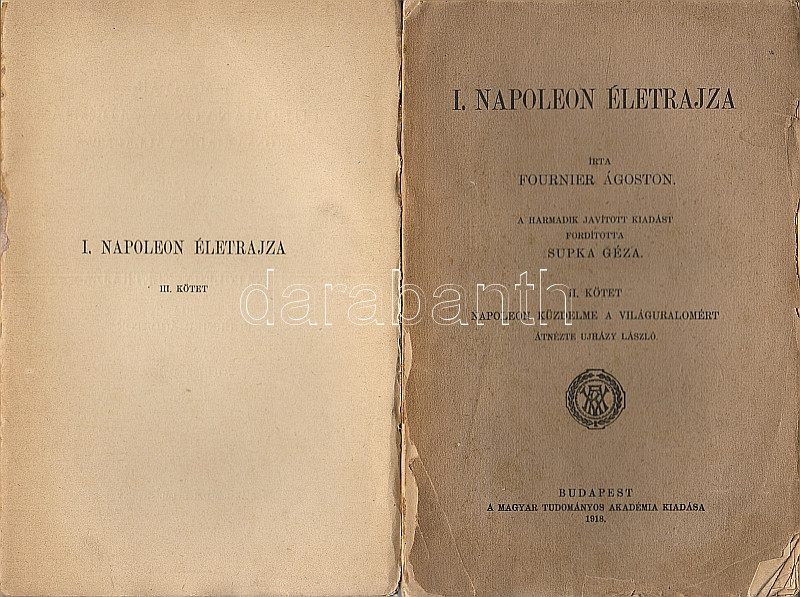 I. NAPOLEON ÉLETRAJZA
III. KÖTET
I. NAPOLEON ÉLETRAJZA
ÍRTA
FOURNIER ÁGOSTON.
A HARMADIK JAVÍTOTT KIADÁST
FORDÍTOTTA
SUPKA GÉZA.
II. KÖTET
NAPOLEON KÜZDELME A VILÁGURALOMÉRT
ÁTNÉZTE UJHÁZY LÁSZLÓ.
BUDAPEST
A MAGYAR TUDOMÁNYOS AKADÉMIA KIADÁSA
1918.
darabanth